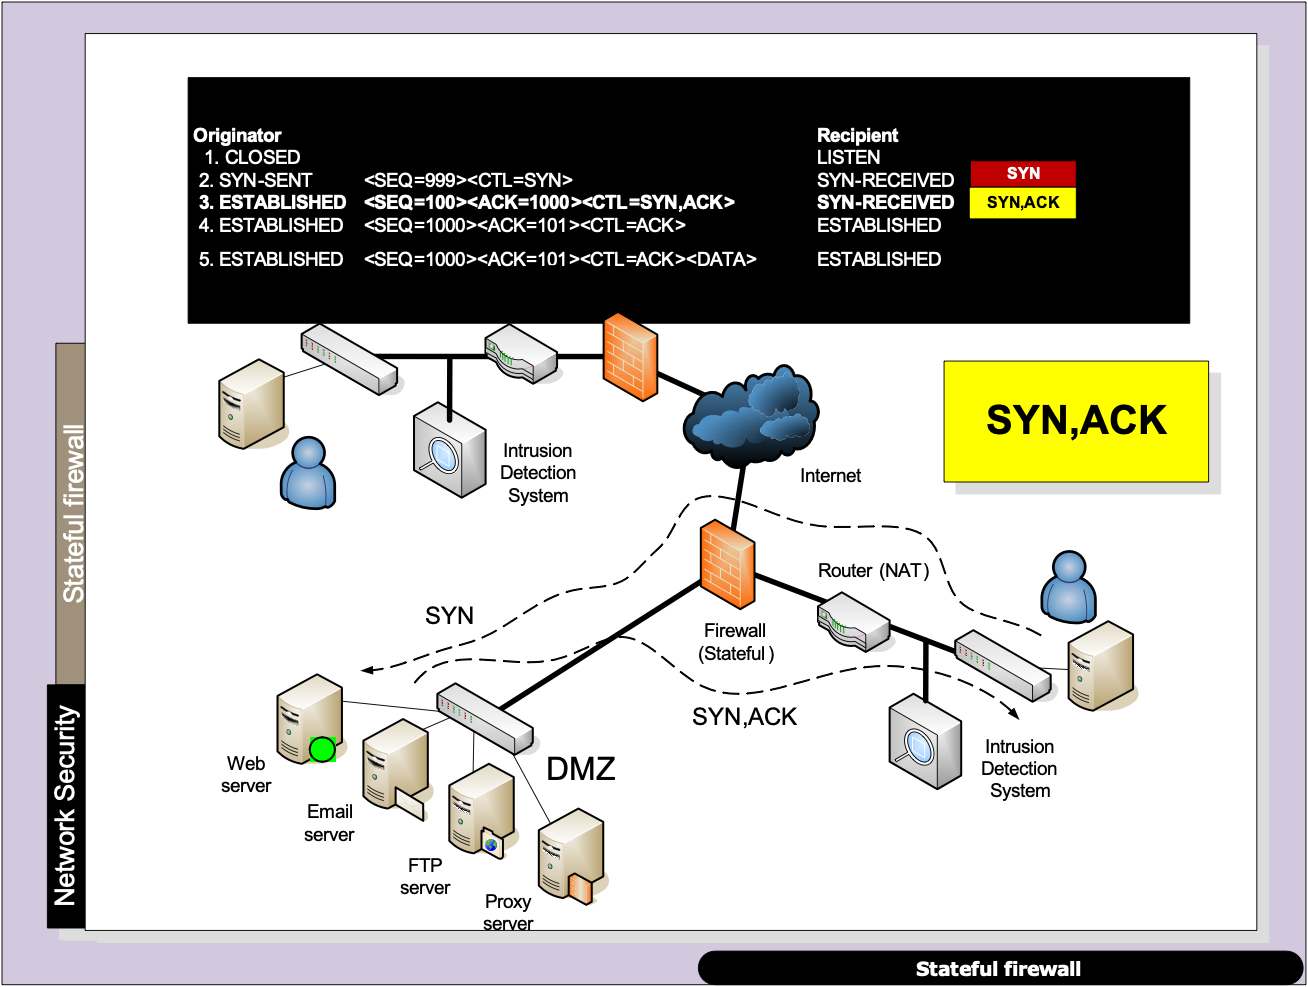 Originator Recipient
1. CLOSED LISTEN
2. SYN-SENT <SEQ=999><CTL=SYN> SYN-RECEIVED SYN
3. ESTABLISHED <SEQ=100><ACK=1000><CTL=SYN,ACK> SYN-RECEIVED SYN,ACK
4. ESTABLISHED <SEQ=1000><ACK=101><CTL=ACK> ESTABLISHED
5. ESTABLISHED <SEQ=1000><ACK=101><CTL=ACK><DATA> ESTABLISHED
SYN,ACK
Intrusion
Detection
System
Internet
Router (NAT)
SYN
Firewall
(Stateful)
SYN,ACK
Intrusion
Detection
System
DMZ
Web
server
Email
server
FTP
server
Proxy
server
Stateful firewall
Network Security
Stateful firewall